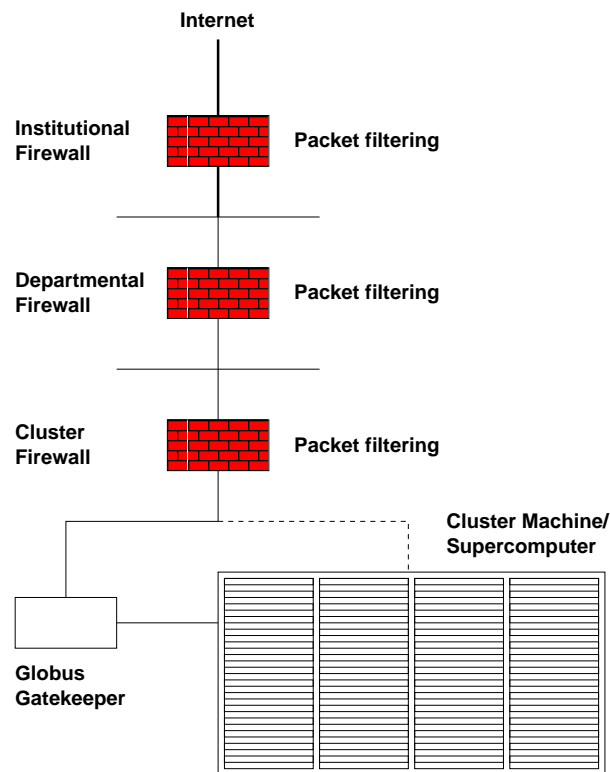 Internet
Institutional
Firewall
Packet filtering
Departmental
Firewall
Packet filtering
Cluster
Firewall
Packet filtering
Cluster Machine/
Supercomputer
Globus
Gatekeeper